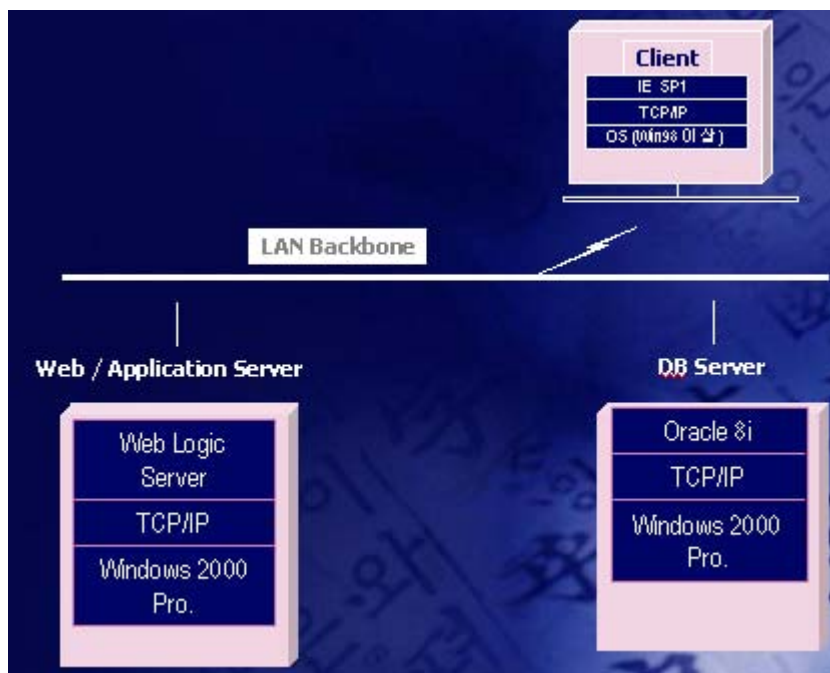 Client
IE SP1
TCP/IP
OS (Win98 이상)
LAN Backbone
Web / Application Server
DB Server
Web Logic
Server
TCP/IP
Windows 2000
Pro.
Oracle 8i
TCP/IP
Windows 2000
Pro.